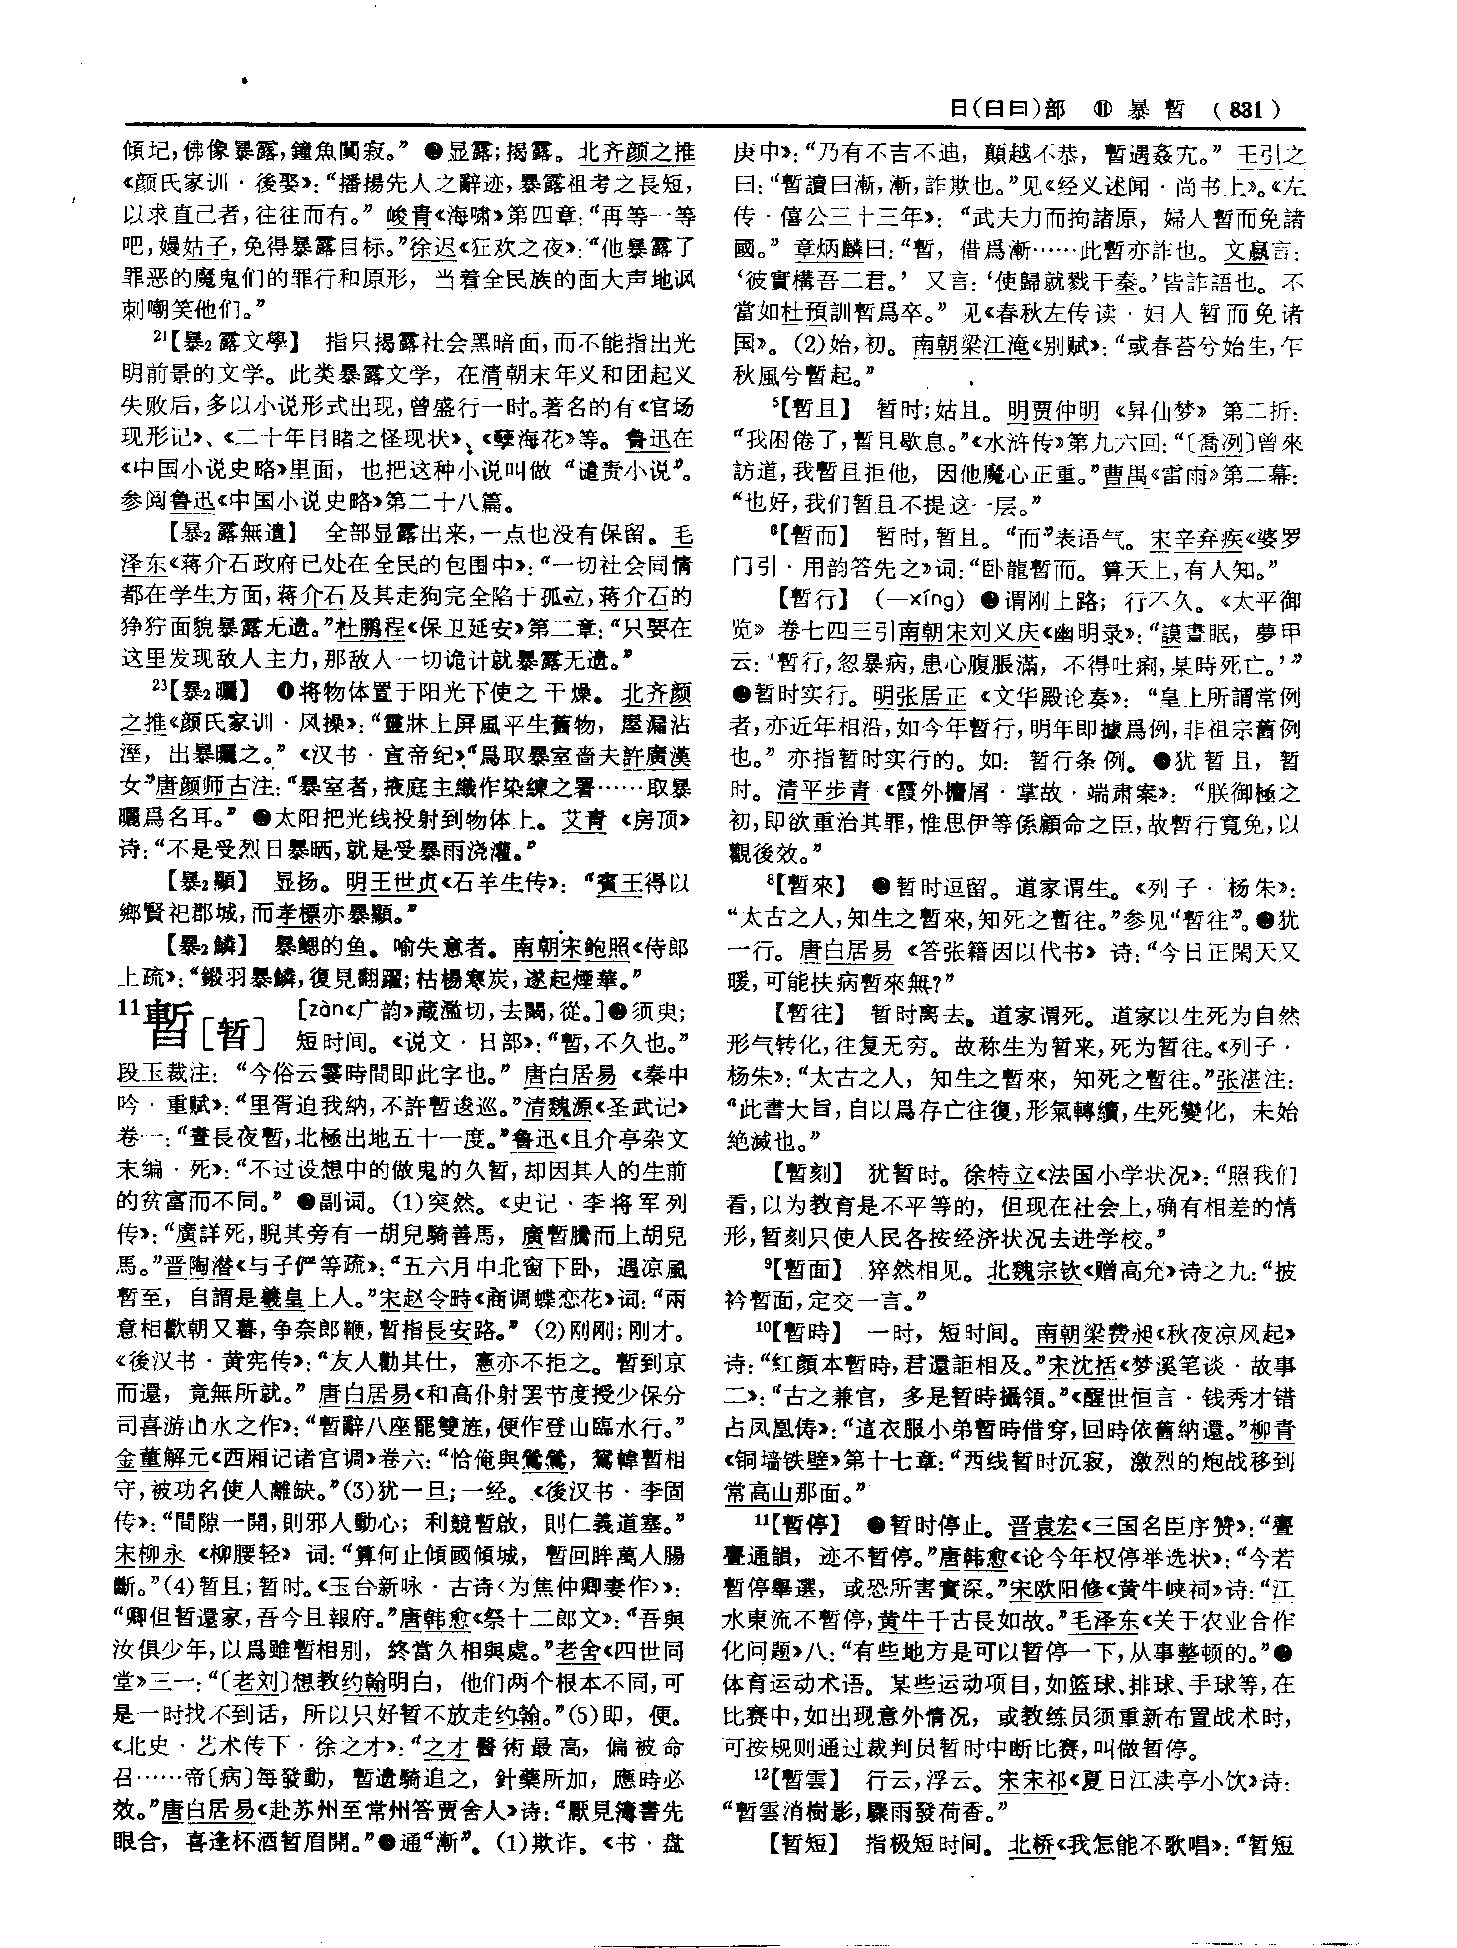 日(曰⺜)部 ⑪ 暴 暫 (831)
傾圮,佛像暴露,鐘魚闃寂。”❷显露;揭露。北齐颜之推
《颜氏家训·後娶》:“播揚先人之辭迹,暴露祖考之長短,
以求直己者,往往而有。”峻青《海啸》第四章:“再等一等
吧,嫚姑子,免得暴露目标。”徐迟《狂欢之夜》:“他暴露了
罪恶的魔鬼们的罪行和原形,当着全民族的面大声地讽
刺嘲笑他们。”
21【暴2露文學】 指只揭露社会黑暗面,而不能指出光
明前景的文学。此类暴露文学,在清朝末年义和团起义
失败后,多以小说形式出现,曾盛行一时。著名的有《官场
现形记》、《二十年目睹之怪现状》、《孽海花》等。鲁迅在
《中国小说史略》里面,也把这种小说叫做“谴责小说”。
参阅鲁迅《中国小说史略》第二十八篇。
【暴2露無遺】 全部显露出来,一点也没有保留。毛
泽东《蒋介石政府已处在全民的包围中》:“一切社会同情
都在学生方面,蒋介石及其走狗完全陷于孤立,蒋介石的
狰狞面貌暴露无遗。”杜鹏程《保卫延安》第二章:“只要在
这里发现敌人主力,那敌人一切诡计就暴露无遗。”
23【暴2曬】 ❶将物体置于阳光下使之干燥。北齐颜
之推《颜氏家训·风操》:“靈牀上屏風平生舊物,屋漏沾
溼,出暴曬之。”《汉书·宣帝纪》“爲取暴室嗇夫許廣漢
女”唐颜师古注:“暴室者,掖庭主織作染練之署……取暴
曬爲名耳。”❷太阳把光线投射到物体上。艾青《房顶》
诗:“不是受烈日暴晒,就是受暴雨浇灌。”
【暴2顯】 显扬。明王世贞《石羊生传》:“賓王得以
鄉賢祀郡城,而孝標亦暴顯。”
【暴2鱗】 暴鳃的鱼。喻失意者。南朝宋鲍照《侍郎
上疏》:“鎩羽暴鱗,復見翻躍;枯楊寒炭,遂起煙華。”
11暫[暂] [zàn《广韵》藏濫切,去闞,從。]❶须臾;
短时间。《说文·日部》:“暫,不久也。”
段玉裁注:“今俗云霎時間即此字也。”唐白居易《秦中
吟·重赋》:“里胥迫我納,不許暫逡巡。”清魏源《圣武记》
卷一:“晝長夜暫,北極出地五十一度。”鲁迅《且介亭杂文
末编·死》:“不过设想中的做鬼的久暫,却因其人的生前
的贫富而不同。”❷副词。(1)突然。《史记·李将军列
传》:“廣詳死,睨其旁有一胡兒騎善馬,廣暫騰而上胡兒
馬。”晋陶潜《与子俨等疏》:“五六月中北窗下卧,遇凉風
暫至,自謂是羲皇上人。”宋赵令畤《商调蝶恋花》词:“兩
意相歡朝又暮,争奈郎鞭,暫指長安路。”(2)刚刚;刚才。
《後汉书·黄宪传》:“友人勸其仕,憲亦不拒之。暫到京
而還,竟無所就。”唐白居易《和高仆射罢节度授少保分
司喜游山水之作》:“暫辭八座罷雙旌,便作登山臨水行。”
金董解元《西厢记诸宫调》卷六:“恰俺與鶯鶯,鴛幃暫相
守,被功名使人離缺。”(3)犹一旦;一经。《後汉书·李固
传》:“間隙一開,則邪人動心;利競暫啟,則仁義道塞。”
宋柳永《柳腰轻》词:“算何止傾國傾城,暫回眸萬人腸
斷。”(4)暂且;暂时。《玉台新咏·古诗〈为焦仲卿妻作〉》:
“卿但暫還家,吾今且報府。”唐韩愈《祭十二郎文》:“吾與
汝俱少年,以爲雖暫相别,終當久相與處。”老舍《四世同
堂》三一:“〔老刘〕想教约翰明白,他们两个根本不同,可
是一时找不到话,所以只好暂不放走约翰。”(5)即,便。
《北史·艺术传下·徐之才》:“之才醫術最高,偏被命
召……帝〔病〕每發動,暫遣騎追之,針藥所加,應時必
效。”唐白居易《赴苏州至常州答贾舍人》诗:“厭見簿書先
眼合,喜逢杯酒暫眉開。”❸通“漸”。(1)欺诈。《书·盘
庚中》:“乃有不吉不迪,顛越不恭,暫遇姦宄。”王引之
曰:“暫讀曰漸,漸,詐欺也。”见《经义述闻·尚书上》。《左
传·僖公三十三年》:“武夫力而拘諸原,婦人暫而免諸
國。”章炳麟曰:“暫,借爲漸……此暫亦詐也。文嬴言:
‘彼實構吾二君。’又言:‘使歸就戮于秦。’皆詐語也。不
當如杜預訓暫爲卒。”见《春秋左传读·妇人暂而免诸
国》。(2)始,初。南朝梁江淹《别赋》:“或春苔兮始生,乍
秋風兮暫起。”
5【暫且】 暂时;姑且。明贾仲明《昇仙梦》第二折:
“我困倦了,暫且歇息。”《水浒传》第九六回:“〔喬冽〕曾來
訪道,我暫且拒他,因他魔心正重。”曹禺《雷雨》第二幕:
“也好,我们暂且不提这一层。”
6【暫而】 暂时,暂且。“而”表语气。宋辛弃疾《婆罗
门引·用韵答先之》词:“卧龍暫而。算天上,有人知。”
【暫行】 (—xíng)❶谓刚上路;行不久。《太平御
览》卷七四三引南朝宋刘义庆《幽明录》:“謨晝眠,夢甲
云:‘暫行,忽暴病,患心腹脹滿,不得吐痢,某時死亡。’”
❷暂时实行。明张居正《文华殿论奏》:“皇上所謂常例
者,亦近年相沿,如今年暫行,明年即據爲例,非祖宗舊例
也。”亦指暂时实行的。如:暂行条例。❸犹暂且,暂
时。清平步青《霞外攟屑·掌故·端肃案》:“朕御極之
初,即欲重治其罪,惟思伊等係顧命之臣,故暫行寬免,以
觀後效。”
8【暫來】 ❶暂时逗留。道家谓生。《列子·杨朱》:
“太古之人,知生之暫來,知死之暫往。”参见“暫往”。❷犹
一行。唐白居易《答张籍因以代书》诗:“今日正閑天又
暖,可能扶病暫來無?”
【暫往】 暂时离去。道家谓死。道家以生死为自然
形气转化,往复无穷。故称生为暂来,死为暂往。《列子·
杨朱》:“太古之人,知生之暫來,知死之暫往。”张湛注:
“此書大旨,自以爲存亡往復,形氣轉續,生死變化,未始
絶滅也。”
【暫刻】 犹暂时。徐特立《法国小学状况》:“照我们
看,以为教育是不平等的,但现在社会上,确有相差的情
形,暂刻只使人民各按经济状况去进学校。”
9【暫面】 猝然相见。北魏宗钦《赠高允》诗之九:“披
衿暫面,定交一言。”
10【暫時】 一时,短时间。南朝梁费昶《秋夜凉风起》
诗:“紅顔本暫時,君還詎相及。”宋沈括《梦溪笔谈·故事
二》:“古之兼官,多是暫時攝領。”《醒世恒言·钱秀才错
占凤凰俦》:“這衣服小弟暫時借穿,回時依舊納還。”柳青
《铜墙铁壁》第十七章:“西线暂时沉寂,激烈的炮战移到
常高山那面。”
11【暫停】 ❶暂时停止。晋袁宏《三国名臣序赞》:“亹
亹通韻,迹不暫停。”唐韩愈《论今年权停举选状》:“今若
暫停舉選,或恐所害實深。”宋欧阳修《黄牛峡祠》诗:“江
水東流不暫停,黄牛千古長如故。”毛泽东《关于农业合作
化问题》八:“有些地方是可以暂停一下,从事整顿的。”❷
体育运动术语。某些运动项目,如篮球、排球、手球等,在
比赛中,如出现意外情况,或教练员须重新布置战术时,
可按规则通过裁判员暂时中断比赛,叫做暂停。
12【暫雲】 行云,浮云。宋宋祁《夏日江渎亭小饮》诗:
“暫雲消樹影,驟雨發荷香。”
【暫短】 指极短时间。北桥《我怎能不歌唱》:“暂短